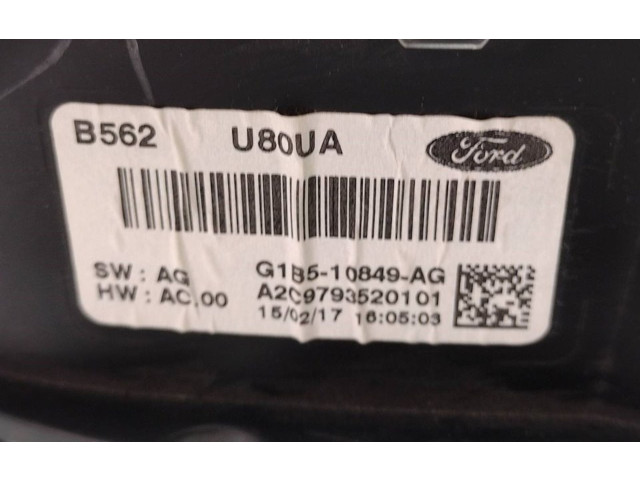 B562 U80UA Ford
SW : AG G1B5-10849-AG
HW : AC.00 A2C9793520101
15/02/17 16:05:03